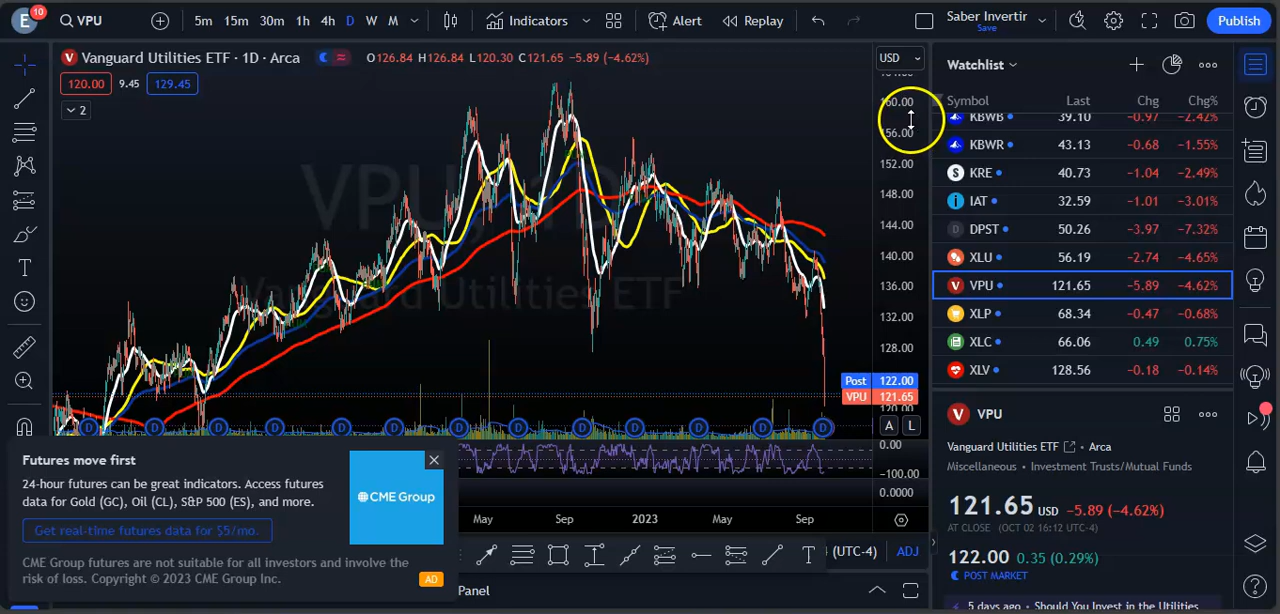 E 10 VPU 5m 15m 30m 1h 4h D W M Indicators Alert Replay Saber Invertir Save Publish
Vanguard Utilities ETF · 1D · Arca O126.84 H126.84 L120.30 C121.65 -5.89 (-4.62%)
USD
120.00 9.45 129.45
2
VPU, 1D
Vanguard Utilities ETF
160.00
156.00
152.00
148.00
144.00
140.00
136.00
132.00
128.00
Post 122.00
VPU 121.65
120.00
D D D D D D D D D D D D D
A L
0.00
-100.00
0.0000
May Sep 2023 May Sep
(UTC-4) ADJ
Panel
Watchlist
Symbol Last Chg Chg%
KBWB 39.10 -0.97 -2.42%
KBWR 43.13 -0.68 -1.55%
KRE 40.73 -1.04 -2.49%
IAT 32.59 -1.01 -3.01%
DPST 50.26 -3.97 -7.32%
XLU 56.19 -2.74 -4.65%
VPU 121.65 -5.89 -4.62%
XLP 68.34 -0.47 -0.68%
XLC 66.06 0.49 0.75%
XLV 128.56 -0.18 -0.14%
VPU
Vanguard Utilities ETF · Arca
Miscellaneous · Investment Trusts/Mutual Funds
121.65 USD -5.89 (-4.62%)
AT CLOSE (OCT 02 16:12 UTC-4)
122.00 0.35 (0.29%)
POST MARKET
5 days ago · Should You Invest in the Utilities
Futures move first
24-hour futures can be great indicators. Access futures
data for Gold (GC), Oil (CL), S&P 500 (ES), and more.
Get real-time futures data for $5/mo.
CME Group
CME Group futures are not suitable for all investors and involve the
risk of loss. Copyright © 2023 CME Group Inc.
AD